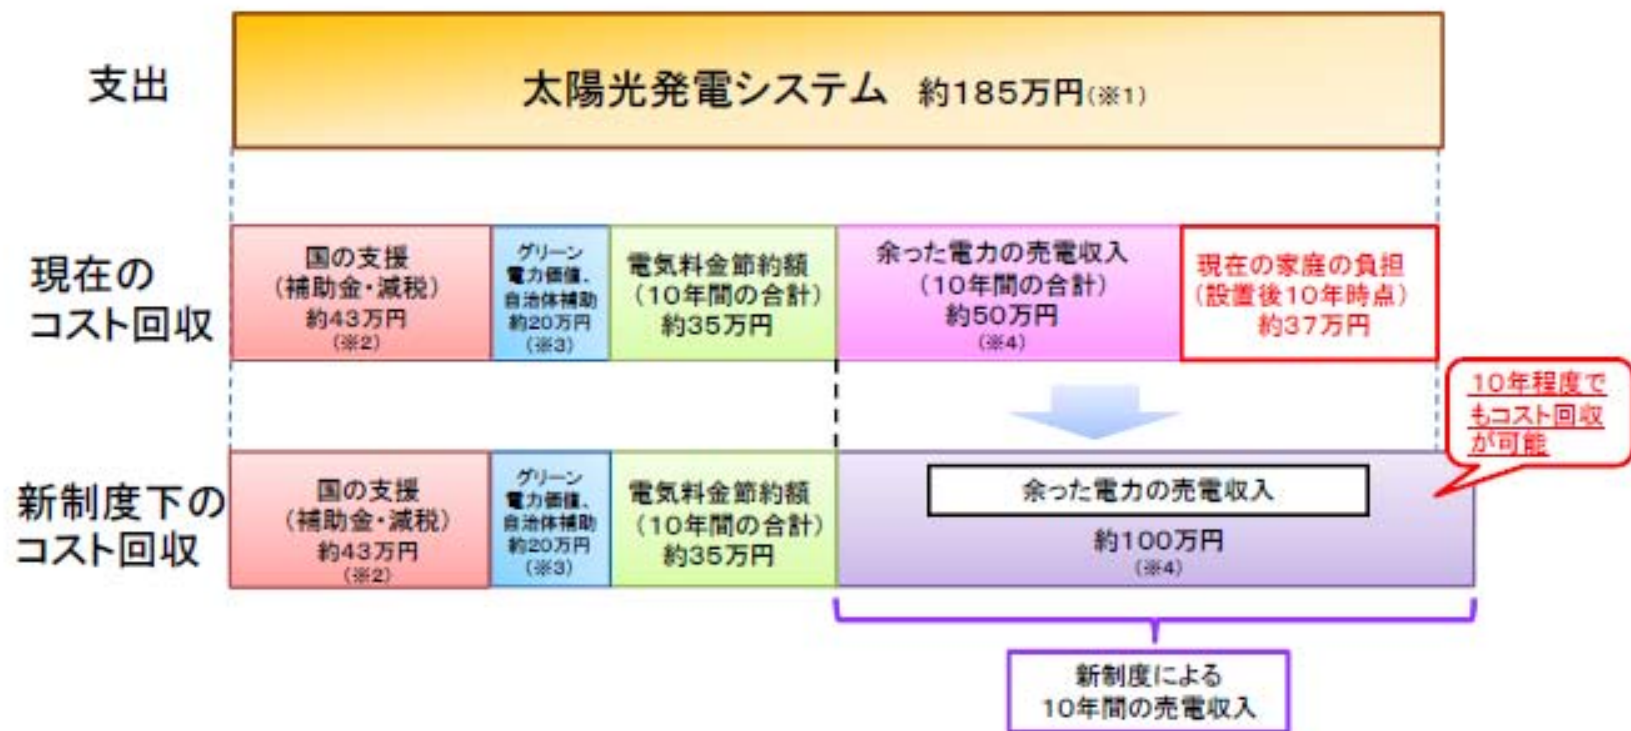 支出
太陽光発電システム 約185万円(※1)
現在の
コスト回収
国の支援
(補助金・減税)
約43万円
(※2)
グリーン
電力価値、
自治体補助
約20万円
(※3)
電気料金節約額
(10年間の合計)
約35万円
余った電力の売電収入
(10年間の合計)
約50万円
(※4)
現在の家庭の負担
(設置後10年時点)
約37万円
10年程度で
もコスト回収
が可能
新制度下の
コスト回収
国の支援
(補助金・減税)
約43万円
(※2)
グリーン
電力価値、
自治体補助
約20万円
(※3)
電気料金節約額
(10年間の合計)
約35万円
余った電力の売電収入
約100万円
(※4)
新制度による
10年間の売電収入